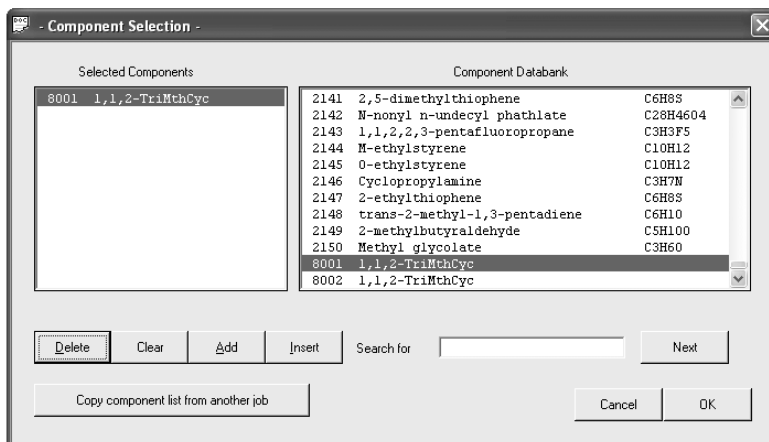 - Component Selection -
Selected Components
8001 1,1,2-TriMthCyc
Component Databank
2141 2,5-dimethylthiophene C6H8S
2142 N-nonyl n-undecyl phathlate C28H4604
2143 1,1,2,2,3-pentafluoropropane C3H3F5
2144 M-ethylstyrene C10H12
2145 O-ethylstyrene C10H12
2146 Cyclopropylamine C3H7N
2147 2-ethylthiophene C6H8S
2148 trans-2-methyl-1,3-pentadiene C6H10
2149 2-methylbutyraldehyde C5H100
2150 Methyl glycolate C3H60
8001 1,1,2-TriMthCyc
8002 1,1,2-TriMthCyc
Delete Clear Add Insert Search for Next
Copy component list from another job Cancel OK